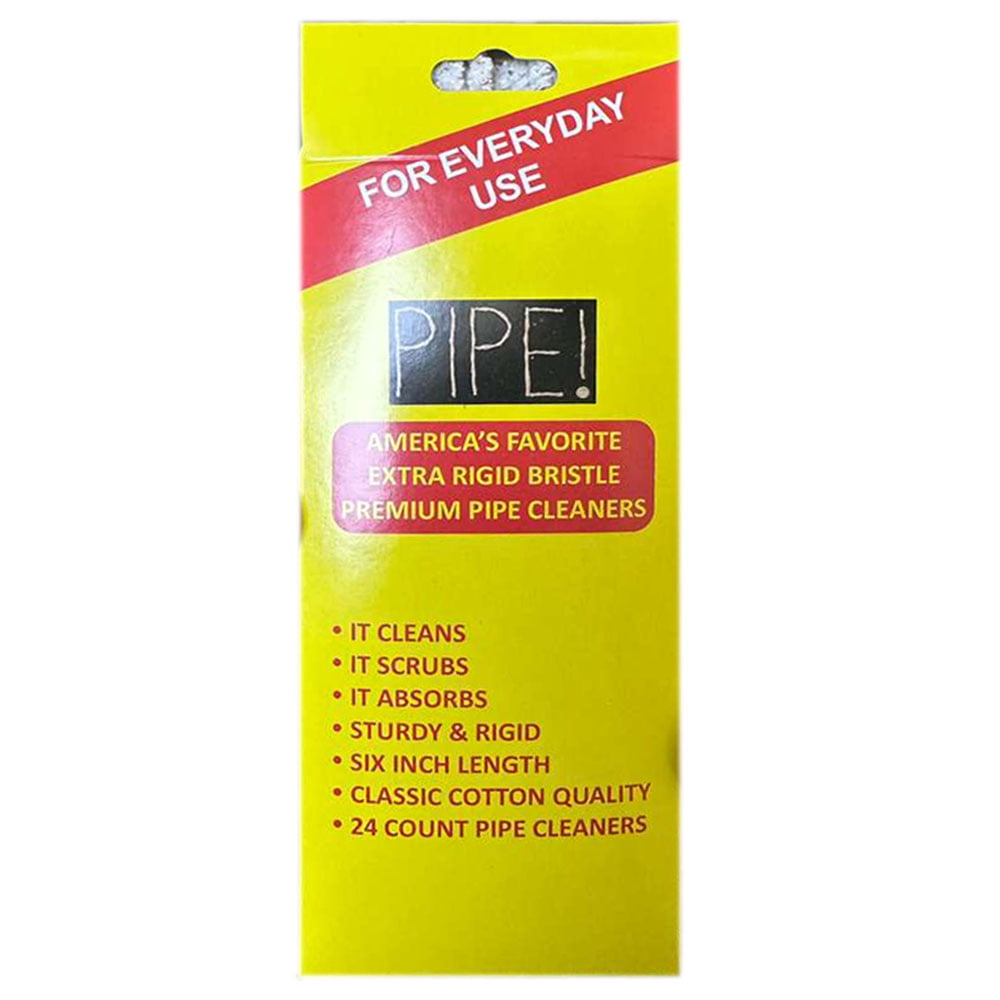 FOR EVERYDAY
USE
PIPE!
AMERICA'S FAVORITE
EXTRA RIGID BRISTLE
PREMIUM PIPE CLEANERS
• IT CLEANS
• IT SCRUBS
• IT ABSORBS
• STURDY & RIGID
• SIX INCH LENGTH
• CLASSIC COTTON QUALITY
• 24 COUNT PIPE CLEANERS